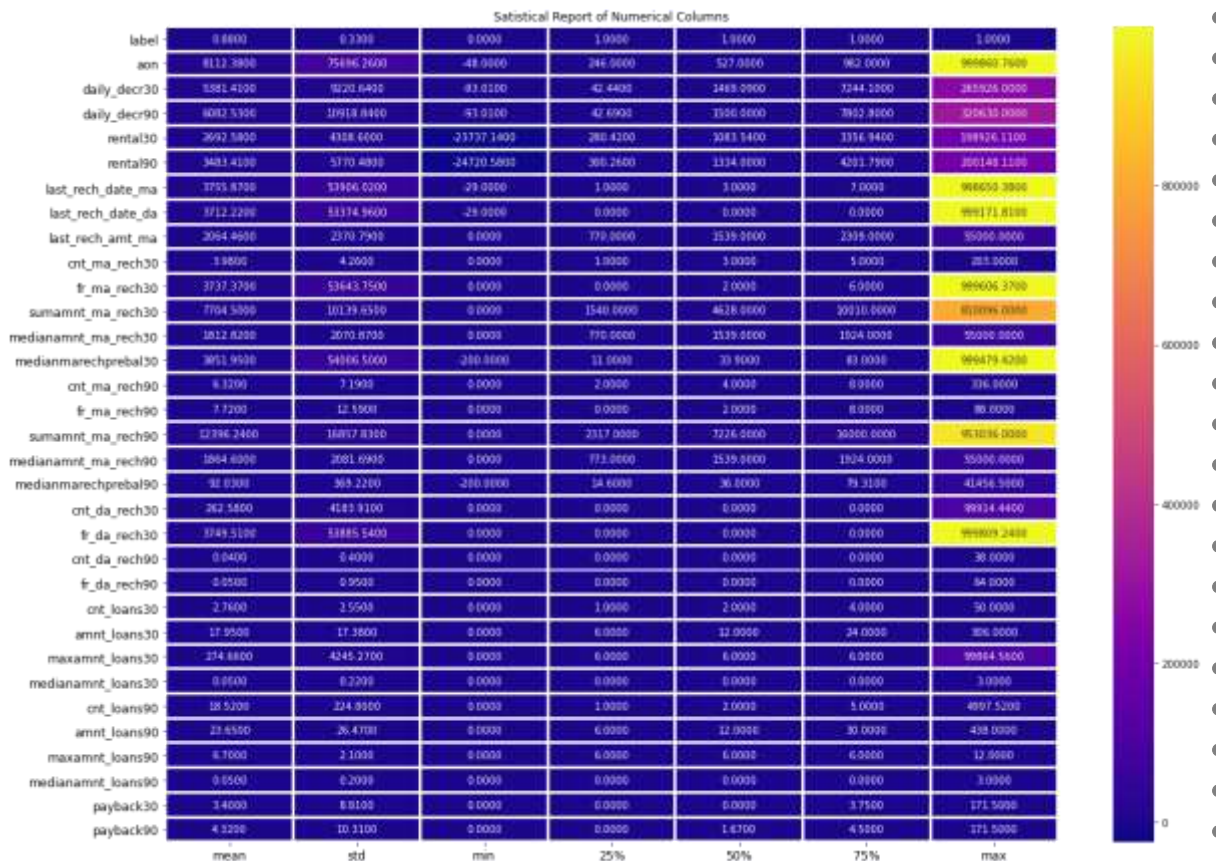 Satistical Report of Numerical Columns
label 0.8800 0.3300 0.0000 1.0000 1.0000 1.0000 1.0000
aon 8112.3800 75696.2600 -48.0000 246.0000 527.0000 982.0000 999860.7600
daily_decr30 5381.4100 9220.6400 -93.0100 42.4400 1469.0000 7244.1000 265926.0000
daily_decr90 6082.5300 10918.8400 -93.0100 42.6900 1500.0000 7802.8000 320630.0000
rental30 2692.5800 4308.6000 -23737.1400 280.4200 1083.5400 3356.9400 198926.1100
rental90 3483.4100 5770.4800 -24720.5800 300.2600 1334.0000 4201.7900 200148.1100
last_rech_date_ma 3755.8700 53906.0200 -29.0000 1.0000 3.0000 7.0000 998650.3800
last_rech_date_da 3712.2200 53374.9600 -29.0000 0.0000 0.0000 0.0000 999171.8100
last_rech_amt_ma 2064.4600 2370.7900 0.0000 770.0000 1539.0000 2309.0000 55000.0000
cnt_ma_rech30 3.9800 4.2600 0.0000 1.0000 3.0000 5.0000 203.0000
fr_ma_rech30 3737.3700 53643.7500 0.0000 0.0000 2.0000 6.0000 999606.3700
sumamnt_ma_rech30 7704.5000 10139.6500 0.0000 1540.0000 4628.0000 10010.0000 810096.0000
medianamnt_ma_rech30 1812.8200 2070.8700 0.0000 770.0000 1539.0000 1924.0000 55000.0000
medianmarechprebal30 3851.9500 54006.5000 -200.0000 11.0000 33.9000 83.0000 999479.4200
cnt_ma_rech90 6.3200 7.1900 0.0000 2.0000 4.0000 8.0000 336.0000
fr_ma_rech90 7.7200 12.5900 0.0000 0.0000 2.0000 8.0000 88.0000
sumamnt_ma_rech90 12396.2400 16857.8300 0.0000 2317.0000 7226.0000 16000.0000 953036.0000
medianamnt_ma_rech90 1864.6000 2081.6900 0.0000 773.0000 1539.0000 1924.0000 55000.0000
medianmarechprebal90 92.0300 369.2200 -200.0000 14.6000 36.0000 79.3100 41456.5000
cnt_da_rech30 262.5800 4183.9100 0.0000 0.0000 0.0000 0.0000 99914.4400
fr_da_rech30 3749.5100 53885.5400 0.0000 0.0000 0.0000 0.0000 999809.2400
cnt_da_rech90 0.0400 0.4000 0.0000 0.0000 0.0000 0.0000 38.0000
fr_da_rech90 0.0500 0.9500 0.0000 0.0000 0.0000 0.0000 64.0000
cnt_loans30 2.7600 2.5500 0.0000 1.0000 2.0000 4.0000 50.0000
amnt_loans30 17.9500 17.3800 0.0000 6.0000 12.0000 24.0000 306.0000
maxamnt_loans30 274.6600 4245.2700 0.0000 6.0000 6.0000 6.0000 99864.5600
medianamnt_loans30 0.0500 0.2200 0.0000 0.0000 0.0000 0.0000 3.0000
cnt_loans90 18.5200 224.8000 0.0000 1.0000 2.0000 5.0000 4997.5200
amnt_loans90 23.6500 26.4700 0.0000 6.0000 12.0000 30.0000 438.0000
maxamnt_loans90 6.7000 2.1000 0.0000 6.0000 6.0000 6.0000 12.0000
medianamnt_loans90 0.0500 0.2000 0.0000 0.0000 0.0000 0.0000 3.0000
payback30 3.4000 8.8100 0.0000 0.0000 0.0000 3.7500 171.5000
payback90 4.3200 10.3100 0.0000 0.0000 1.6700 4.5000 171.5000
mean std min 25% 50% 75% max
800000
600000
400000
200000
0